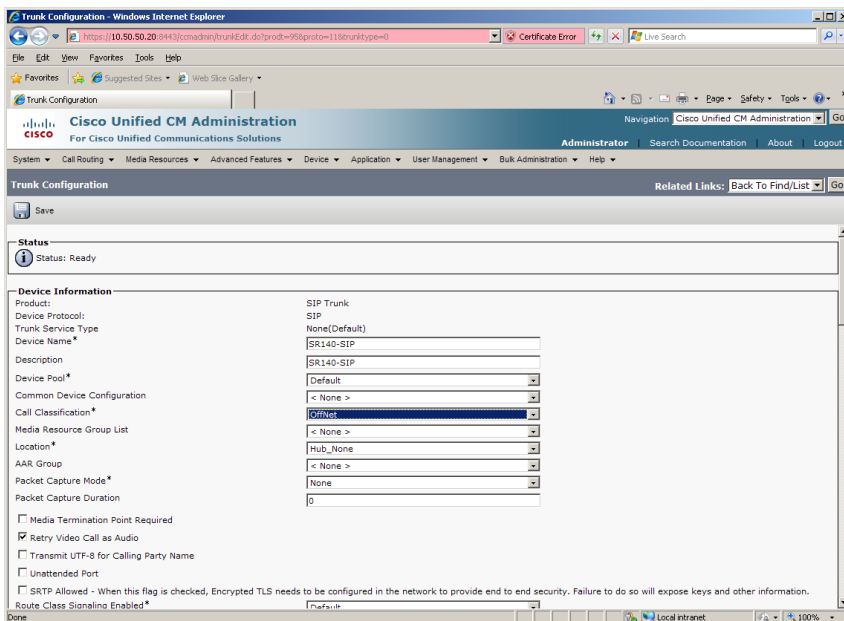 Trunk Configuration - Windows Internet Explorer
https://10.50.50.20:8443/ccmadmin/trunkEdit.do?prodt=95&proto=11&trunktype=0
Certificate Error
Live Search
File Edit View Favorites Tools Help
Favorites Suggested Sites Web Slice Gallery
Trunk Configuration
Page Safety Tools
CISCO
Cisco Unified CM Administration
For Cisco Unified Communications Solutions
Navigation Cisco Unified CM Administration Go
Administrator | Search Documentation | About | Logout
System Call Routing Media Resources Advanced Features Device Application User Management Bulk Administration Help
Trunk Configuration
Related Links: Back To Find/List Go
Save
Status
Status: Ready
Device Information
Product: SIP Trunk
Device Protocol: SIP
Trunk Service Type None(Default)
Device Name* SR140-SIP
Description SR140-SIP
Device Pool* Default
Common Device Configuration < None >
Call Classification* OffNet
Media Resource Group List < None >
Location* Hub_None
AAR Group < None >
Packet Capture Mode* None
Packet Capture Duration 0
Media Termination Point Required
Retry Video Call as Audio
Transmit UTF-8 for Calling Party Name
Unattended Port
SRTP Allowed - When this flag is checked, Encrypted TLS needs to be configured in the network to provide end to end security. Failure to do so will expose keys and other information.
Route Class Signaling Enabled* Default
Done
Local intranet
100%